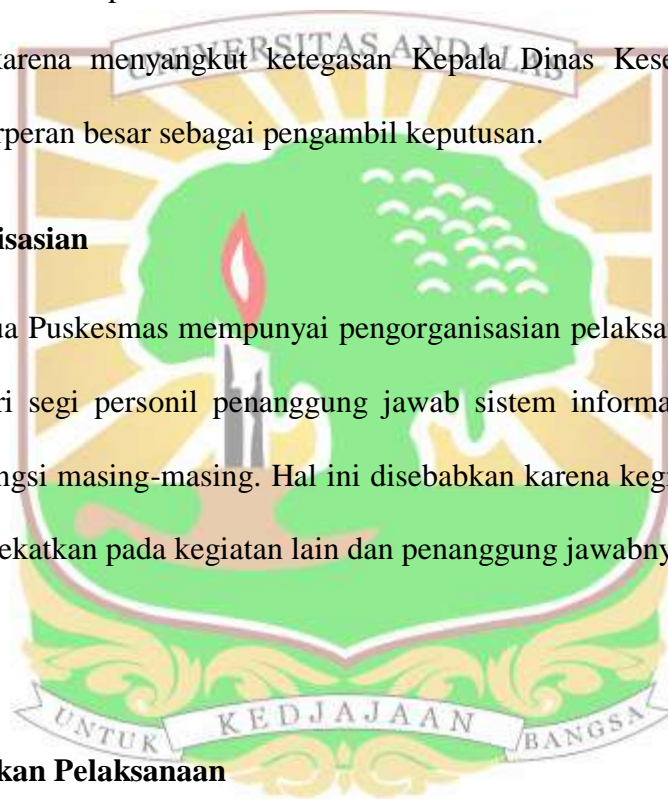 UNIVERSITAS ANDALAS
karena menyangkut ketegasan Kepala Dinas Kese
rperan besar sebagai pengambil keputusan.
isasian
ua Puskesmas mempunyai pengorganisasian pelaksa
ri segi personil penanggung jawab sistem informa
ngsi masing-masing. Hal ini disebabkan karena kegi
ekatkan pada kegiatan lain dan penanggung jawabny
UNTUK KEDJAJAAN BANGSA
kan Pelaksanaan